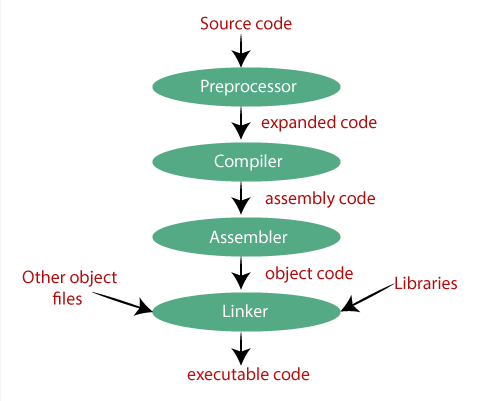 Source code
Preprocessor
expanded code
Compiler
assembly code
Assembler
object code
Other object
files
Libraries
Linker
executable code